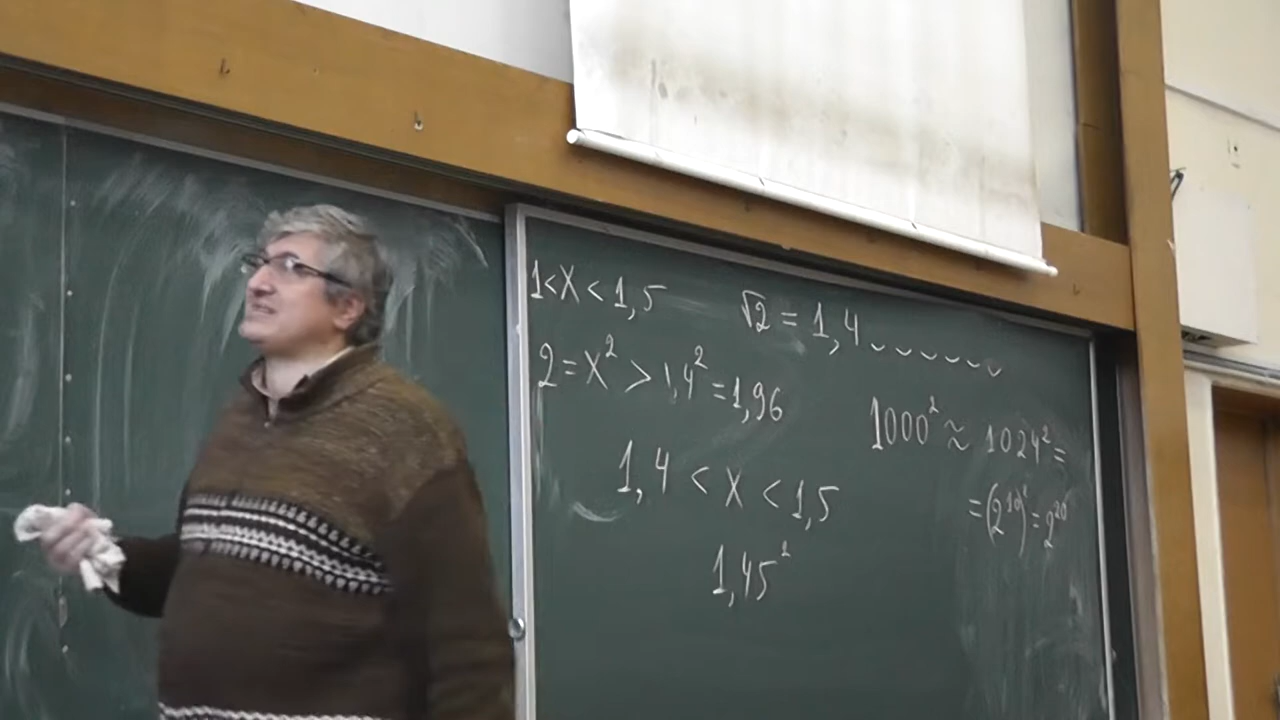 1<X<1,5
√2 = 1,4
2=X²>1,4²=1,96
1000² ≈ 1024² =
1,4 < X < 1,5
=(2¹⁰)²=2²⁰
1,45²